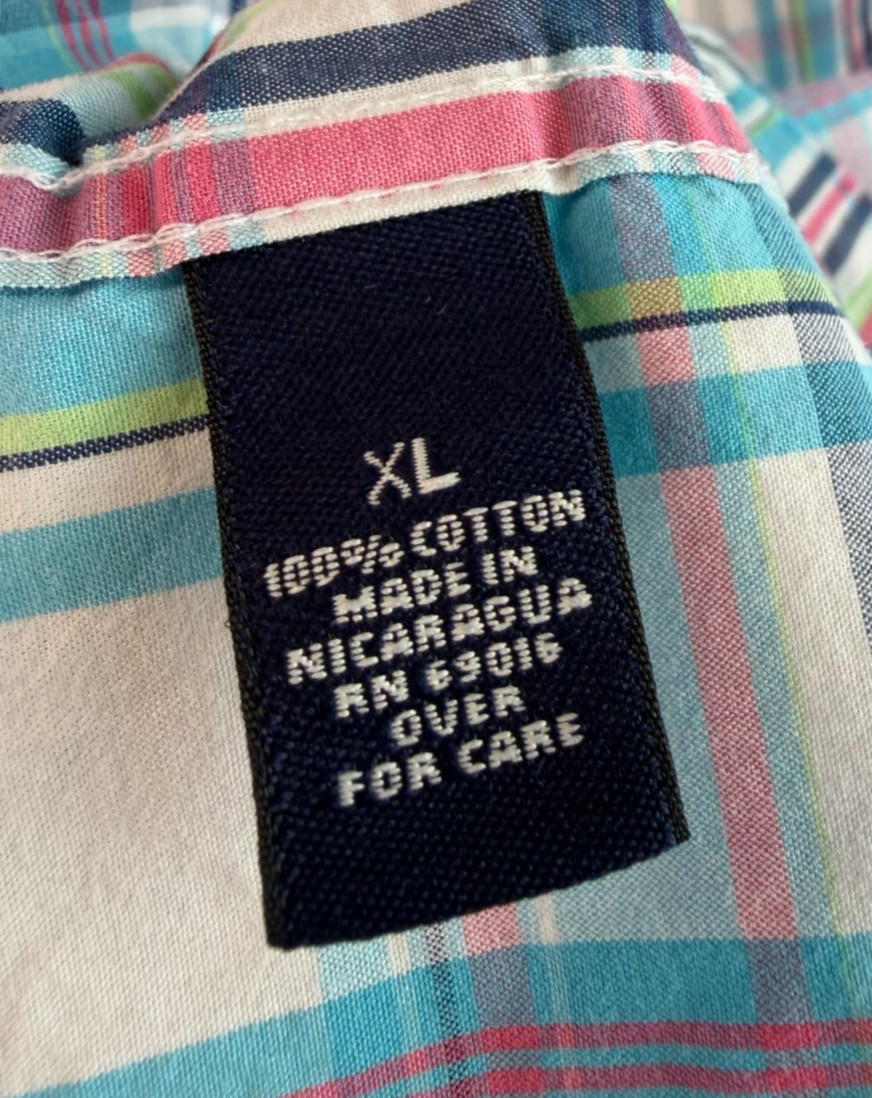 XL
100% COTTON
MADE IN
NICARAGUA
RN 69016
OVER
FOR CARE